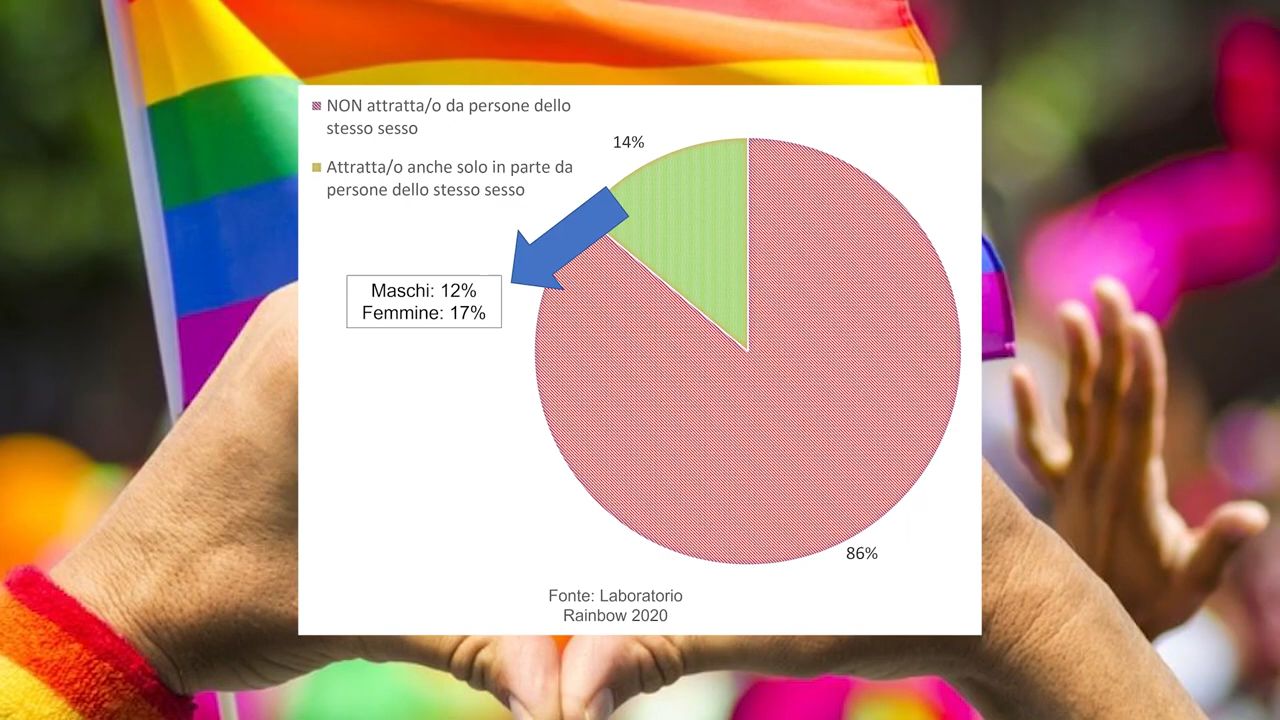 NON attratta/o da persone dello
stesso sesso
Attratta/o anche solo in parte da
persone dello stesso sesso
14%
Maschi: 12%
Femmine: 17%
86%
Fonte: Laboratorio
Rainbow 2020